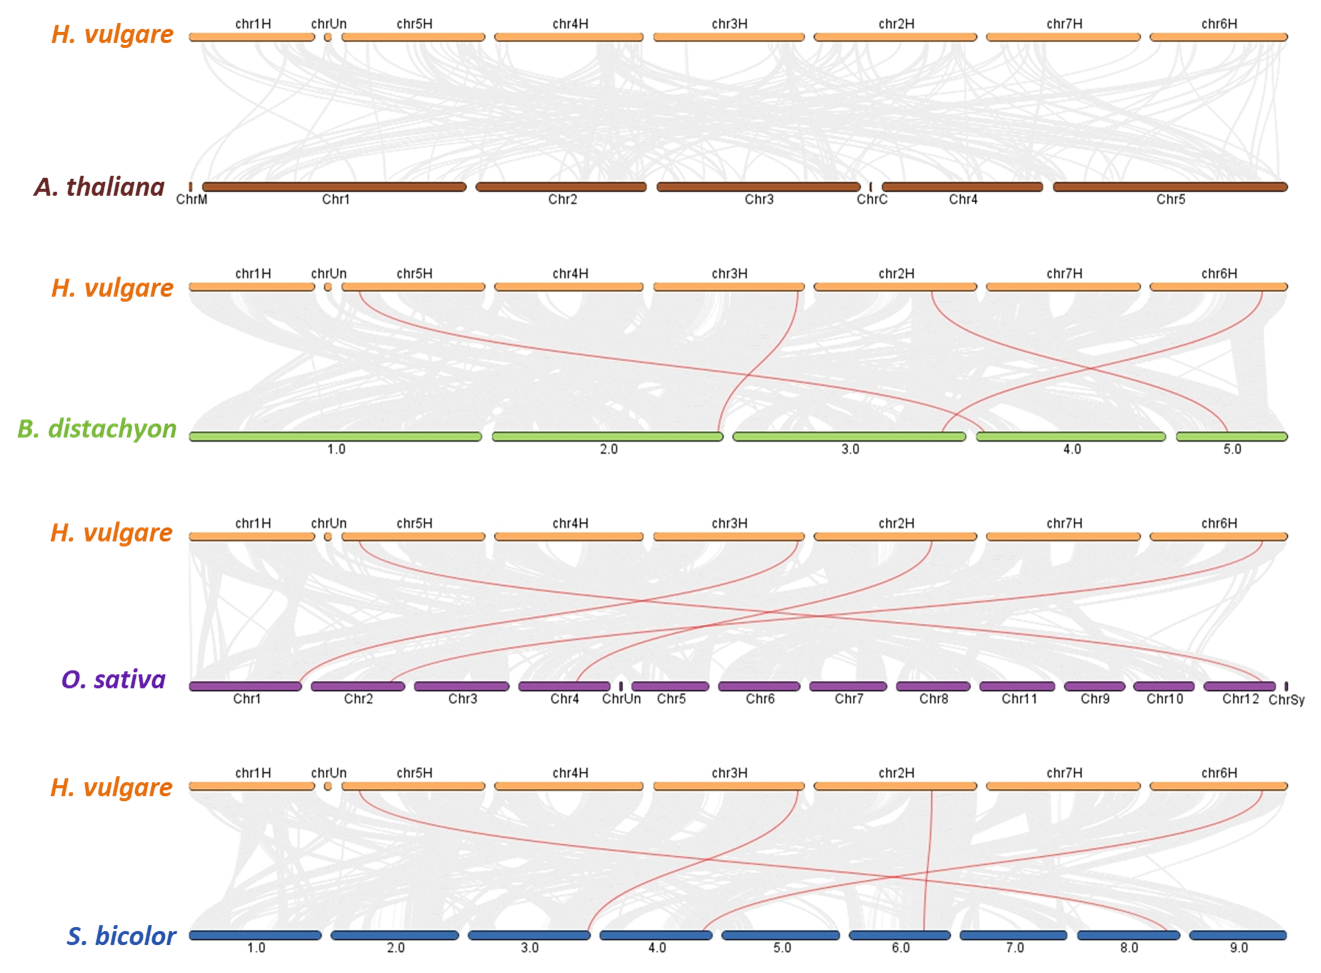 chr1H chrUn chr5H chr4H chr3H chr2H chr7H chr6H
H. vulgare
A. thaliana
ChrM Chr1 Chr2 Chr3 ChrC Chr4 Chr5
chr1H chrUn chr5H chr4H chr3H chr2H chr7H chr6H
H. vulgare
B. distachyon
1.0 2.0 3.0 4.0 5.0
chr1H chrUn chr5H chr4H chr3H chr2H chr7H chr6H
H. vulgare
O. sativa
Chr1 Chr2 Chr3 Chr4 ChrUn Chr5 Chr6 Chr7 Chr8 Chr11 Chr9 Chr10 Chr12 ChrSy
chr1H chrUn chr5H chr4H chr3H chr2H chr7H chr6H
H. vulgare
S. bicolor
1.0 2.0 3.0 4.0 5.0 6.0 7.0 8.0 9.0